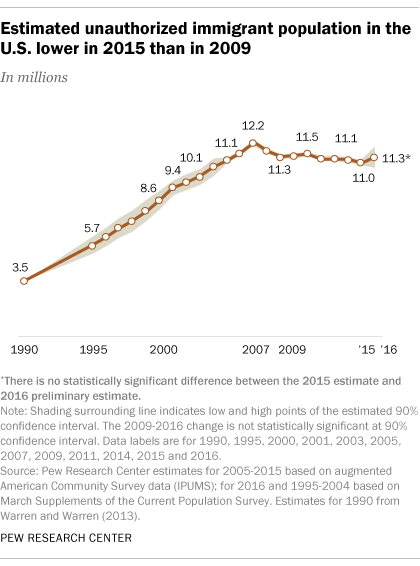 Estimated unauthorized immigrant population in the
U.S. lower in 2015 than in 2009
In millions
3.5
5.7
8.6
9.4
10.1
11.1
12.2
11.3
11.5
11.1
11.0
11.3*
1990 1995 2000 2007 2009 '15 '16
*There is no statistically significant difference between the 2015 estimate and
2016 preliminary estimate.
Note: Shading surrounding line indicates low and high points of the estimated 90%
confidence interval. The 2009-2016 change is not statistically significant at 90%
confidence interval. Data labels are for 1990, 1995, 2000, 2001, 2003, 2005,
2007, 2009, 2011, 2014, 2015 and 2016.
Source: Pew Research Center estimates for 2005-2015 based on augmented
American Community Survey data (IPUMS); for 2016 and 1995-2004 based on
March Supplements of the Current Population Survey. Estimates for 1990 from
Warren and Warren (2013).
PEW RESEARCH CENTER